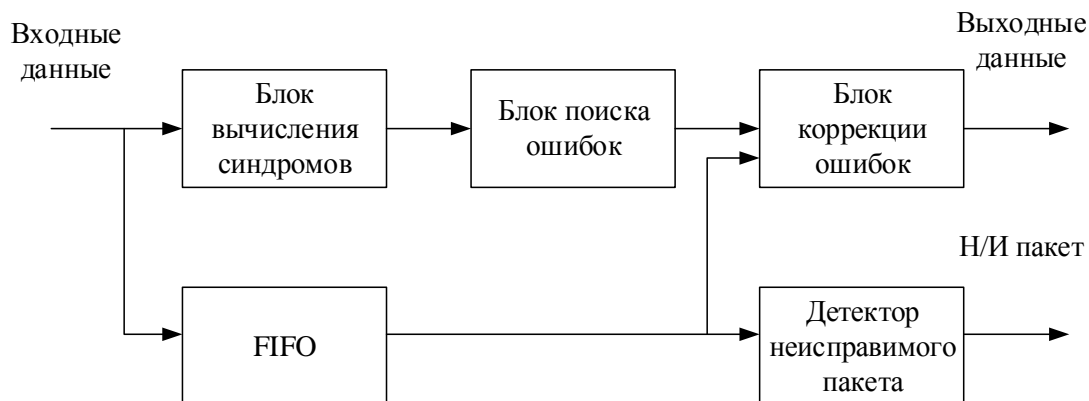 Входные
данные
Блок
вычисления
синдромов
Блок поиска
ошибок
Блок
коррекции
ошибок
Выходные
данные
FIFO
Детектор
неисправимого
пакета
Н/И пакет